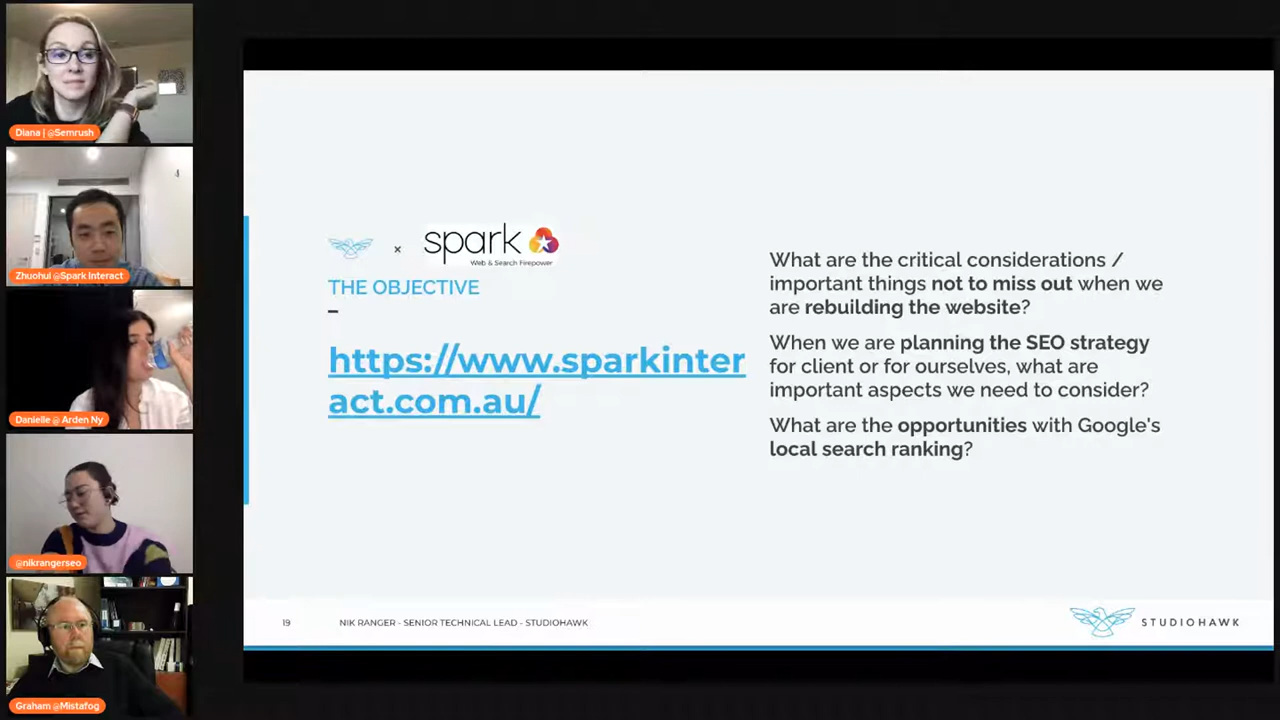 Diana | @Semrush
Zhuohui @Spark Interact
Danielle @ Arden Ny
@nikrangerseo
Graham @Mistafog
×
spark
Web & Search Firepower
THE OBJECTIVE
–
https://www.sparkinter
act.com.au/
What are the critical considerations /
important things not to miss out when we
are rebuilding the website?
When we are planning the SEO strategy
for client or for ourselves, what are
important aspects we need to consider?
What are the opportunities with Google's
local search ranking?
19
NIK RANGER - SENIOR TECHNICAL LEAD - STUDIOHAWK
STUDIOHAWK